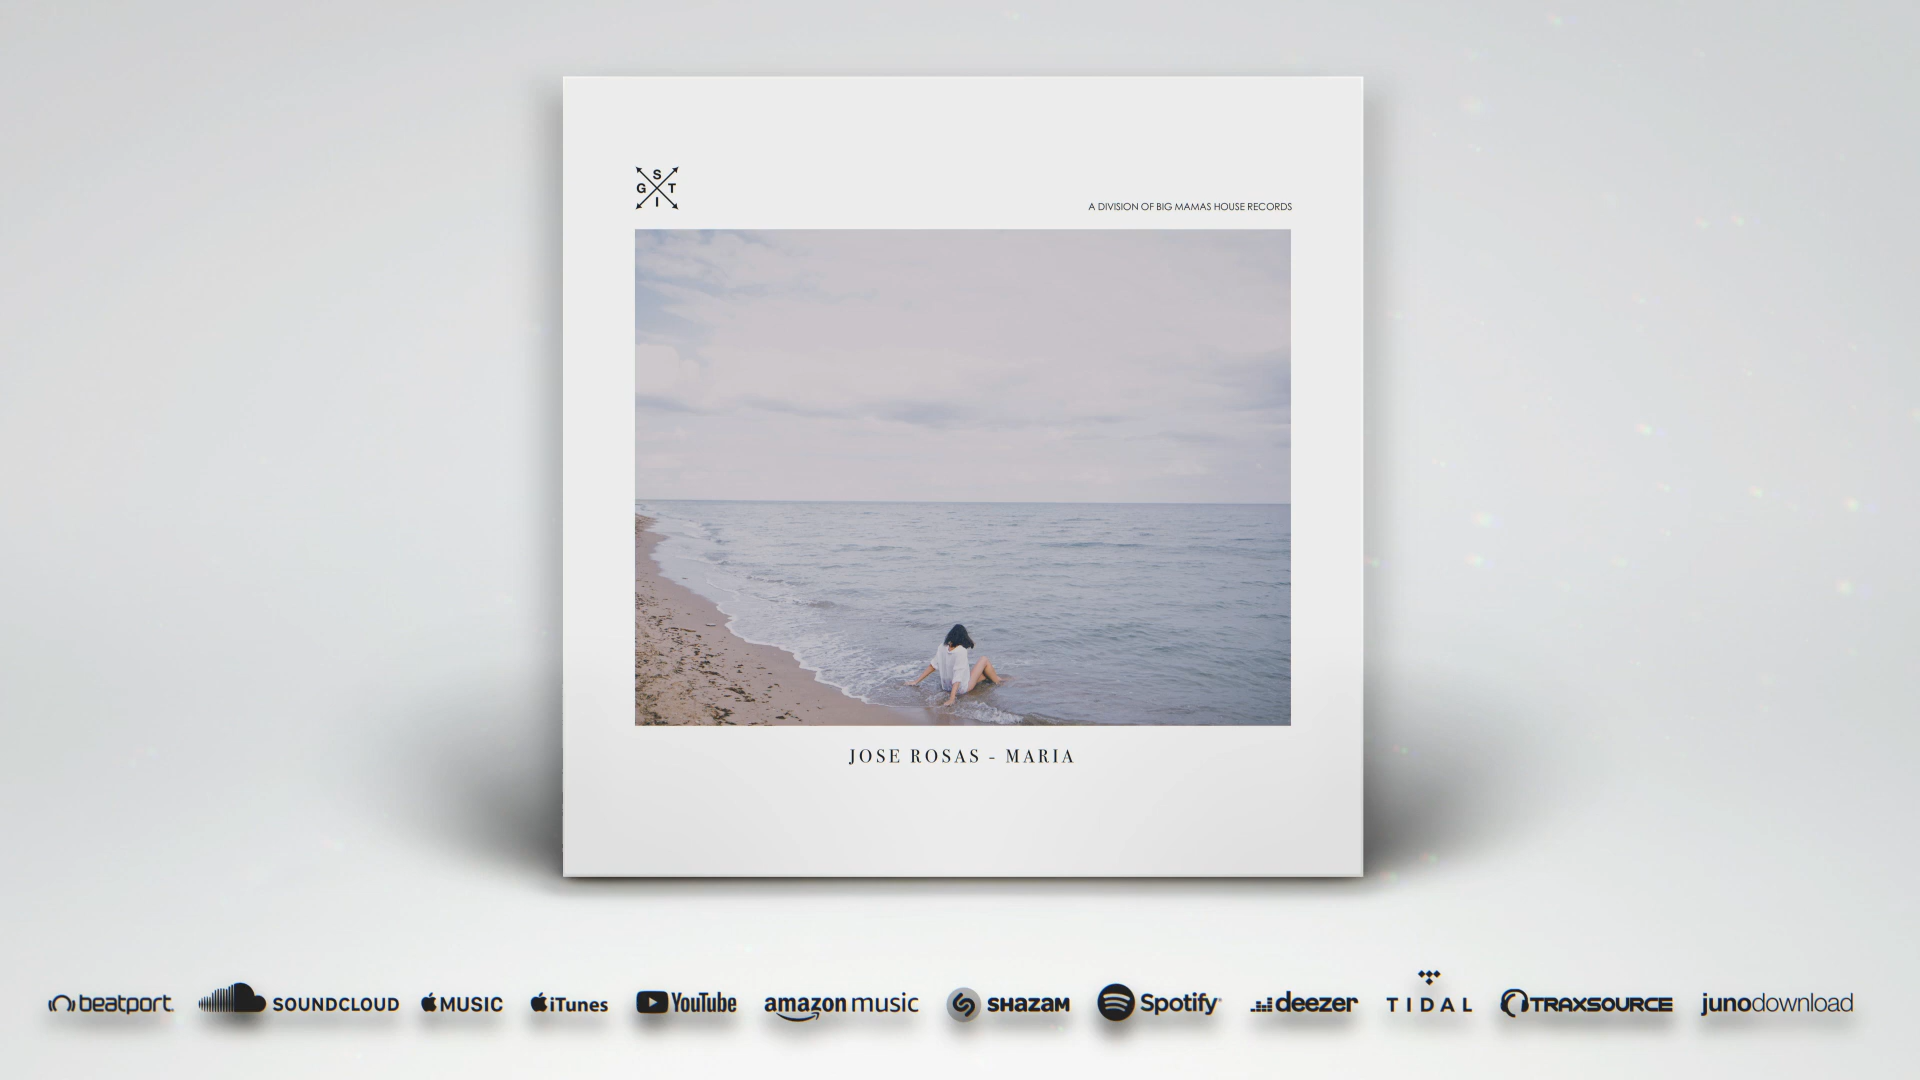 S
G T
I
A DIVISION OF BIG MAMAS HOUSE RECORDS
JOSE ROSAS - MARIA
beatport SOUNDCLOUD MUSIC iTunes YouTube amazon music SHAZAM Spotify deezer TIDAL TRAXSOURCE junodownload